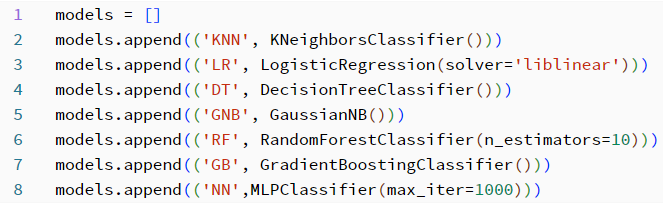 1 models = []
2 models.append(('KNN', KNeighborsClassifier()))
3 models.append(('LR', LogisticRegression(solver='liblinear')))
4 models.append(('DT', DecisionTreeClassifier()))
5 models.append(('GNB', GaussianNB()))
6 models.append(('RF', RandomForestClassifier(n_estimators=10)))
7 models.append(('GB', GradientBoostingClassifier()))
8 models.append(('NN',MLPClassifier(max_iter=1000)))